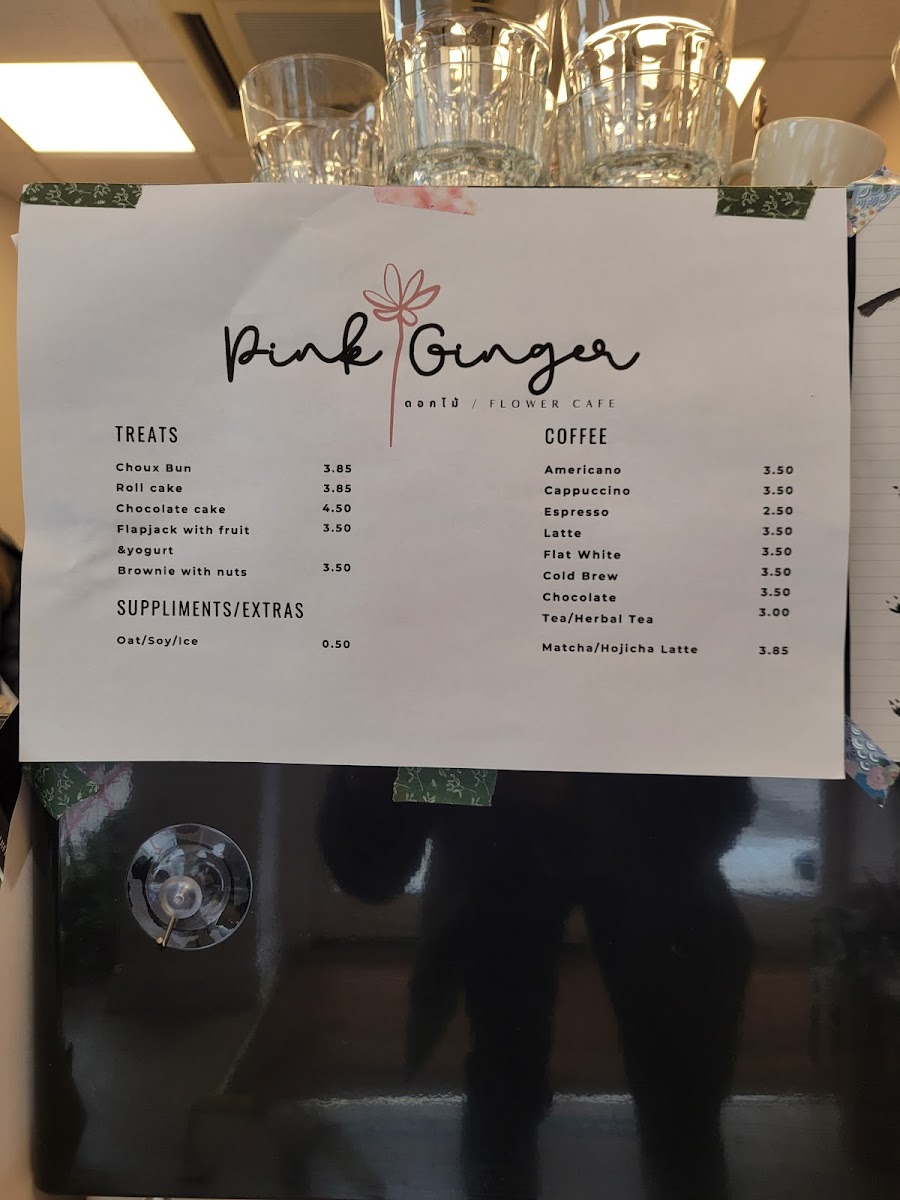 Pink Ginger
ดอกไม้ / FLOWER CAFE
TREATS
Choux Bun 3.85
Roll cake 3.85
Chocolate cake 4.50
Flapjack with fruit 3.50
&yogurt
Brownie with nuts 3.50
SUPPLIMENTS/EXTRAS
Oat/Soy/Ice 0.50
COFFEE
Americano 3.50
Cappuccino 3.50
Espresso 2.50
Latte 3.50
Flat White 3.50
Cold Brew 3.50
Chocolate 3.50
Tea/Herbal Tea 3.00
Matcha/Hojicha Latte 3.85